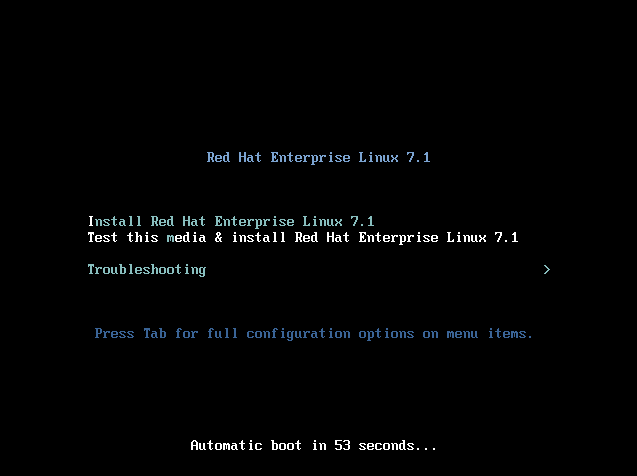 Red Hat Enterprise Linux 7.1
Install Red Hat Enterprise Linux 7.1
Test this media & install Red Hat Enterprise Linux 7.1
Troubleshooting >
Press Tab for full configuration options on menu items.
Automatic boot in 53 seconds...